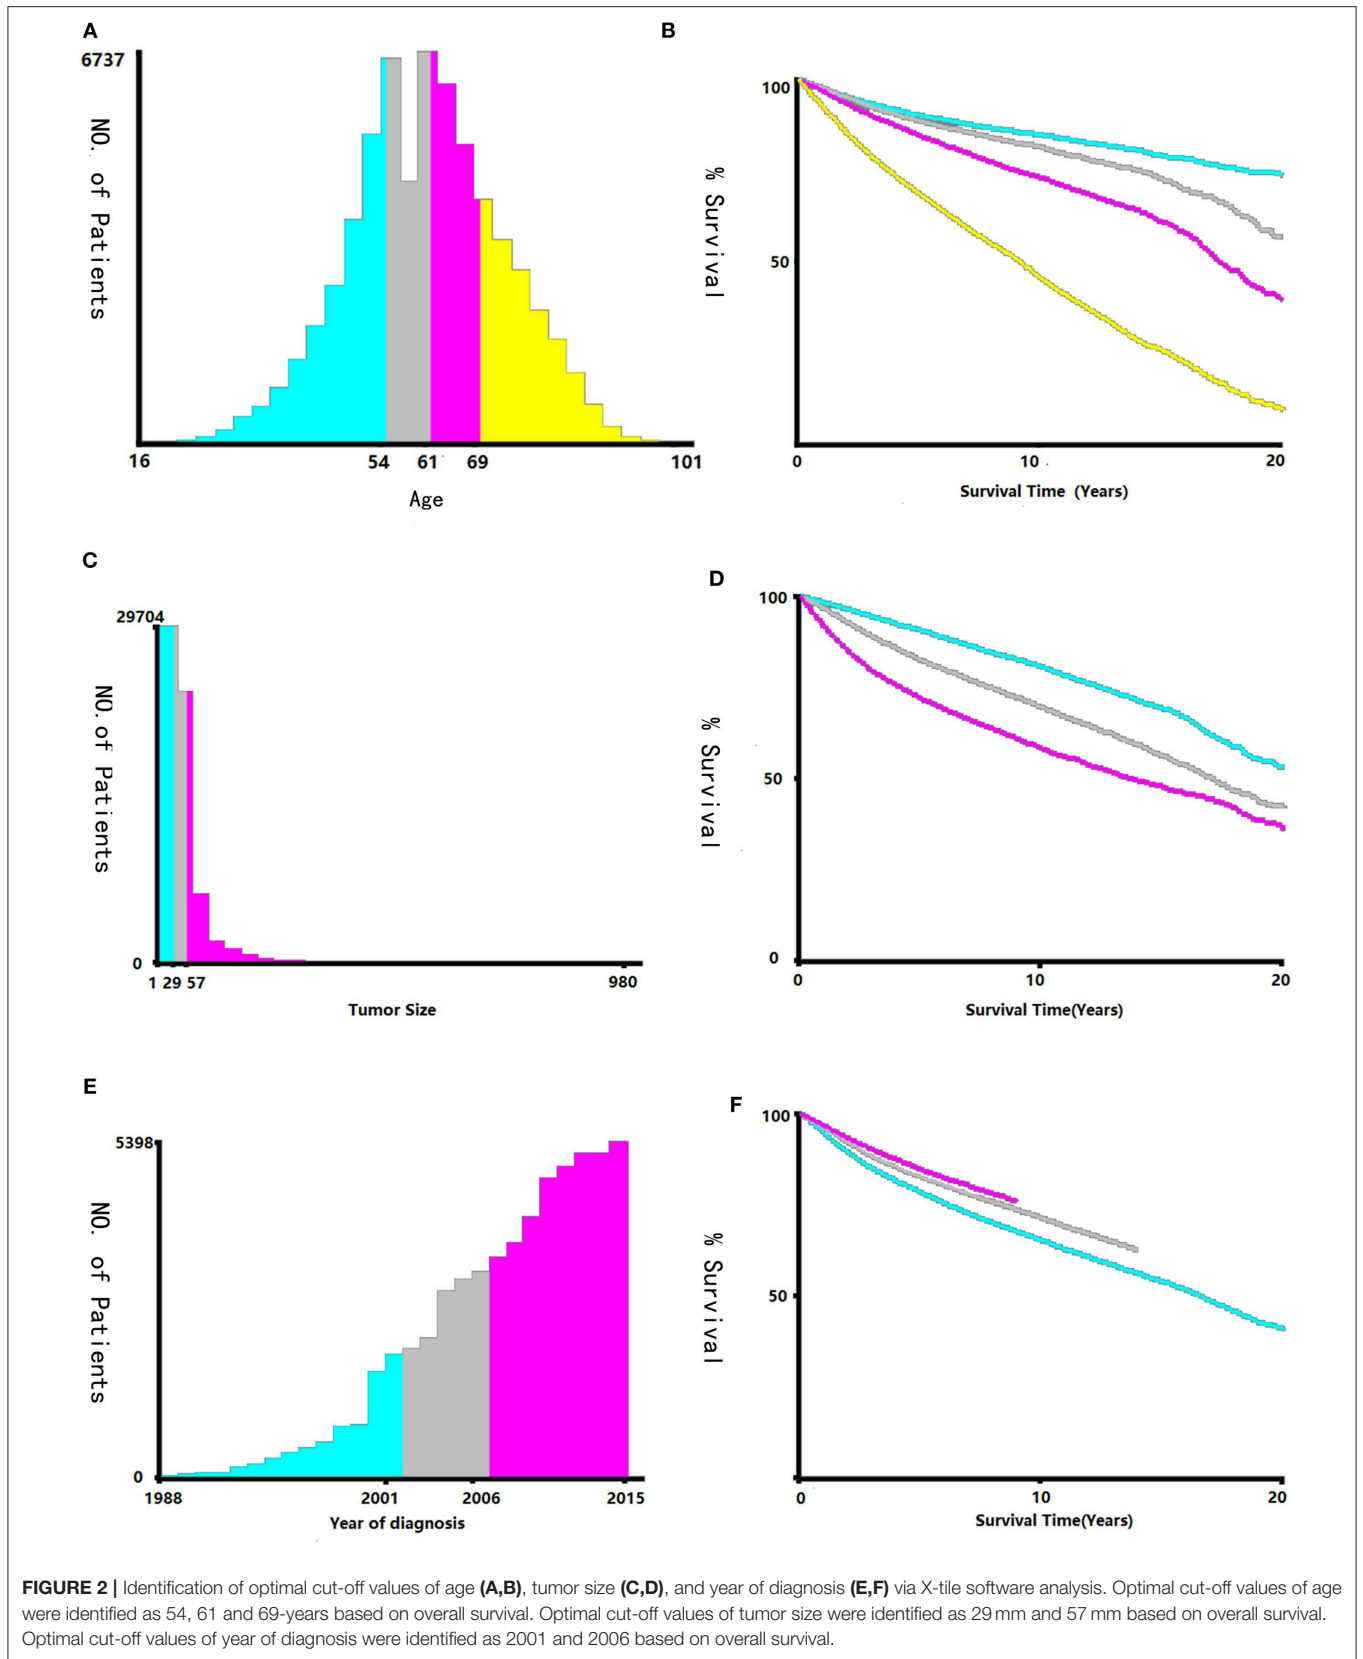 A
6737
NO. of Patients
16
54
61
69
101
Age
B
100
50
% Survival
0
10
20
Survival Time (Years)
C
29704
NO. of Patients
0
1 29 57
980
Tumor Size
D
100
50
0
% Survival
0
10
20
Survival Time(Years)
E
5398
NO. of Patients
0
1988
2001
2006
2015
Year of diagnosis
F
100
50
% Survival
0
10
20
Survival Time(Years)
FIGURE 2 | Identification of optimal cut-off values of age (A,B), tumor size (C,D), and year of diagnosis (E,F) via X-tile software analysis. Optimal cut-off values of age
were identified as 54, 61 and 69-years based on overall survival. Optimal cut-off values of tumor size were identified as 29 mm and 57 mm based on overall survival.
Optimal cut-off values of year of diagnosis were identified as 2001 and 2006 based on overall survival.